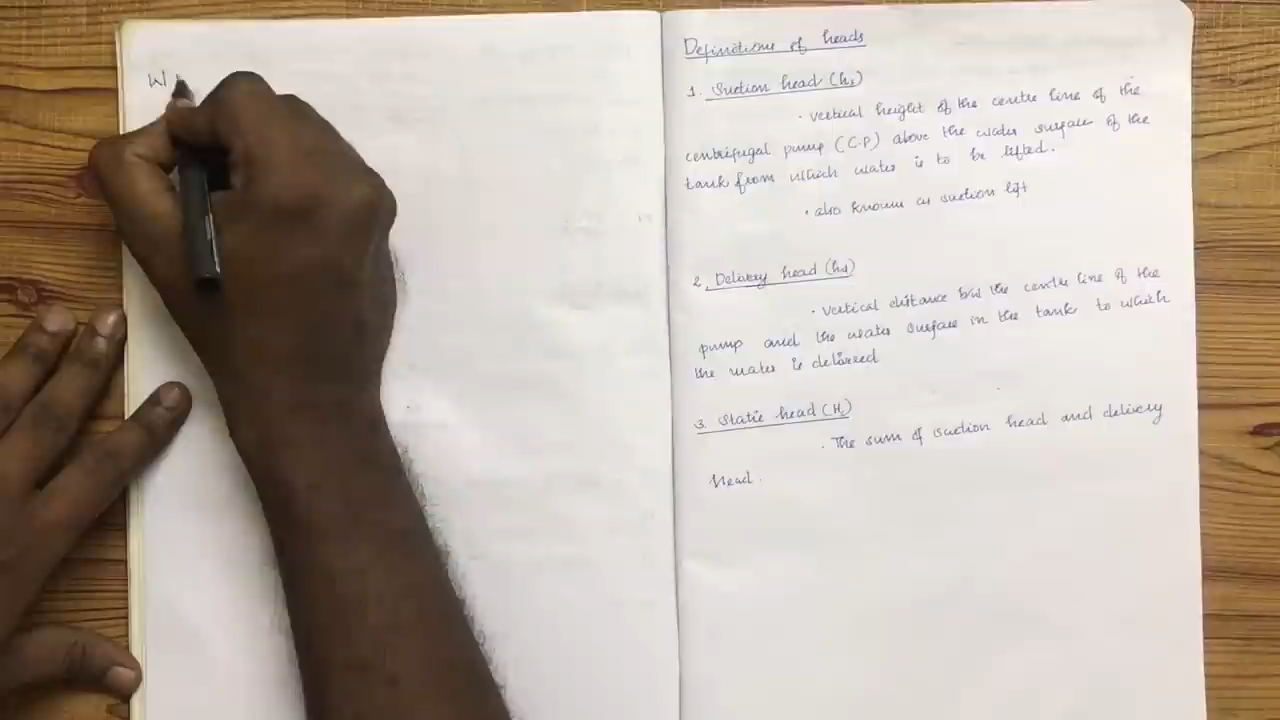 W
Definitions of heads
1. Suction head (hs)
• vertical height of the centre line of the
centrifugal pump (C.P) above the water surface of the
tank from which water is to be lifted.
• also known as suction lift
2, Delivery head (hd)
• vertical distance b/w the centre line of the
pump and the water surface in the tank to which
the water is delivered
3. Static head (Hs)
• The sum of suction head and delivery
head.